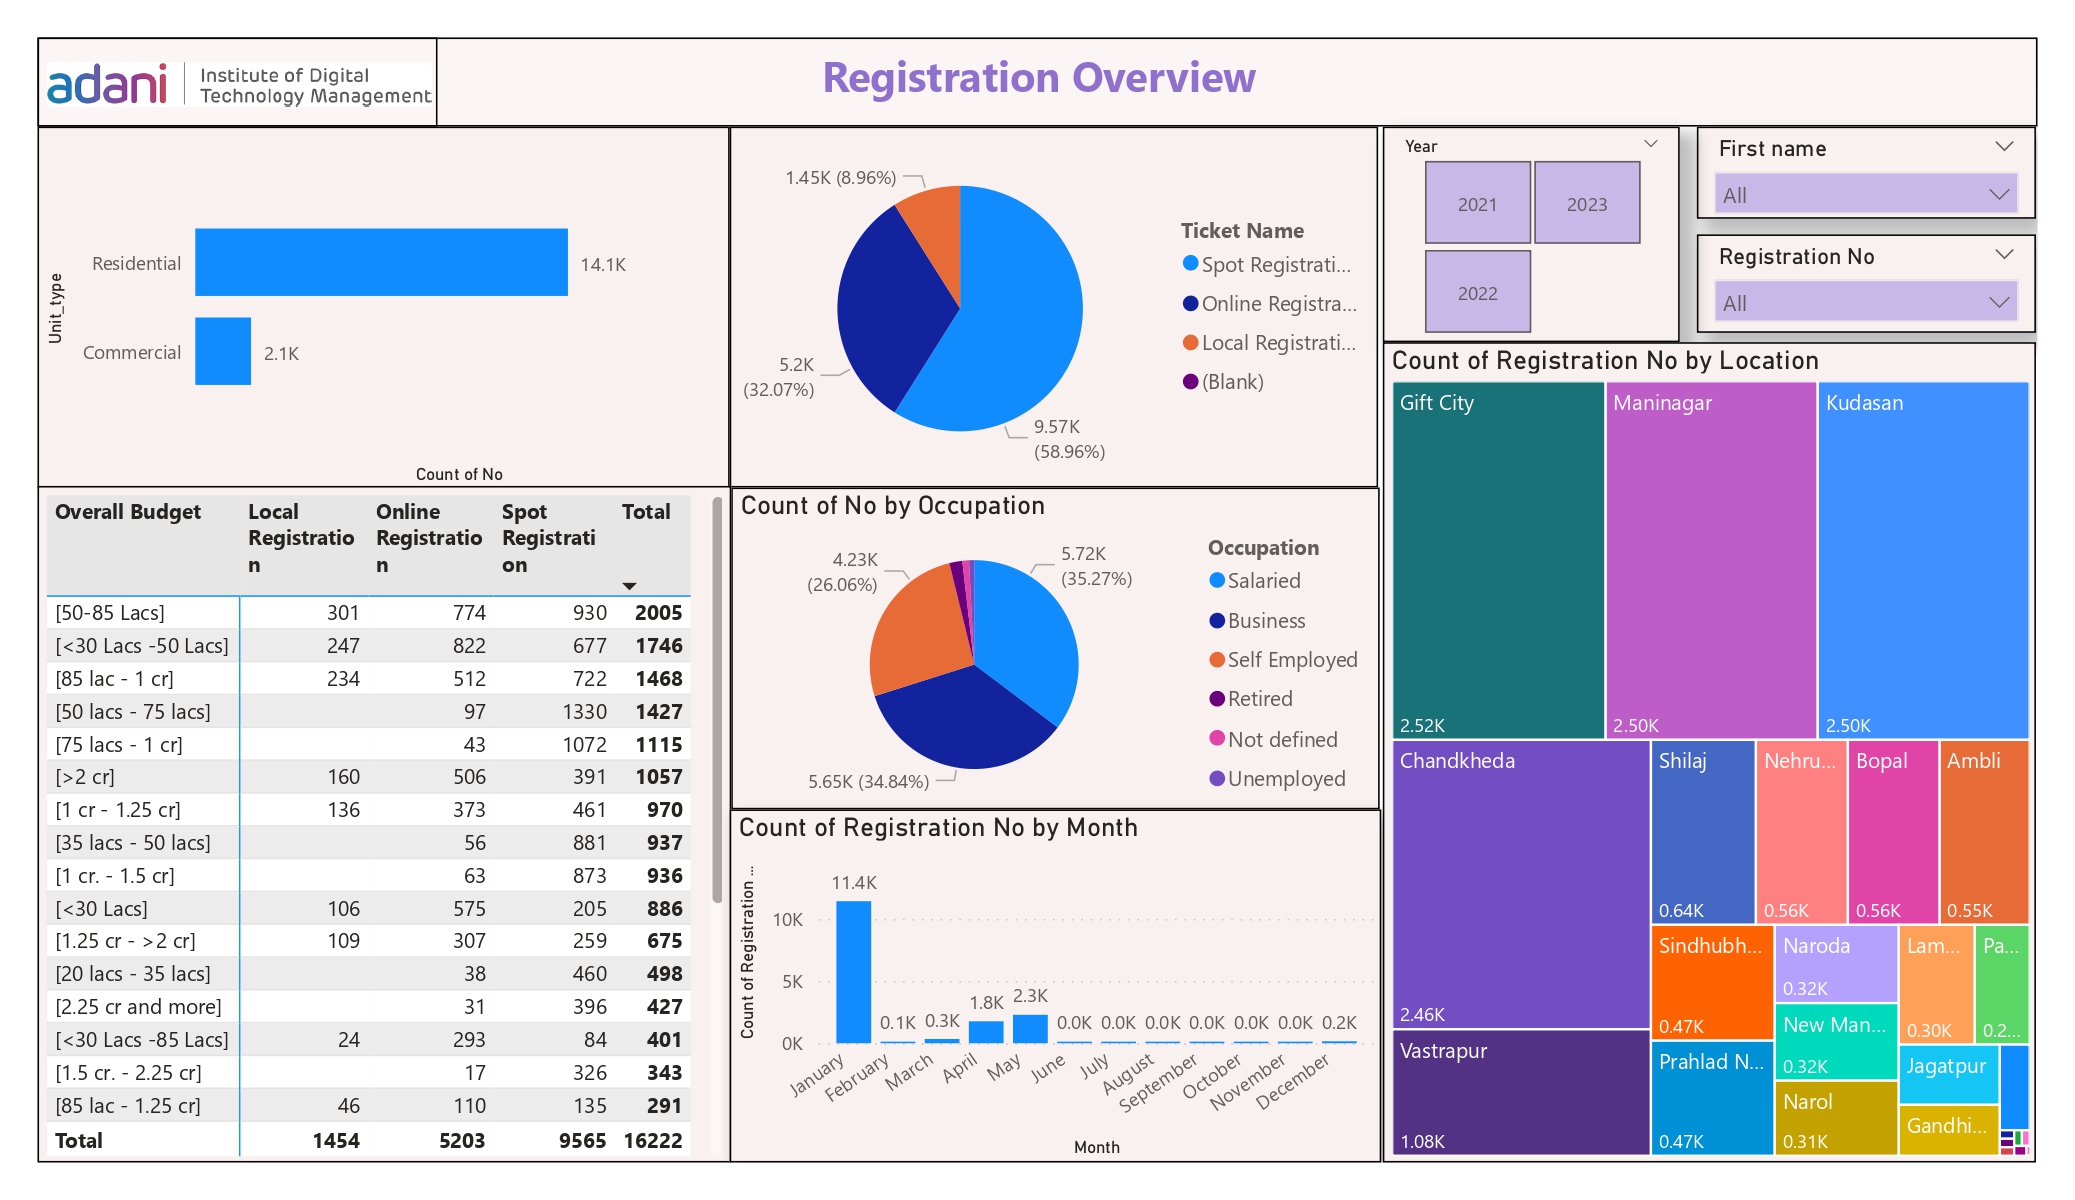 adani
Institute of Digital
Technology Management
Registration Overview
Unit_type
Residential
14.1K
Commercial
2.1K
Count of No
1.45K (8.96%)
5.2K
(32.07%)
9.57K
(58.96%)
Ticket Name
Spot Registrati...
Online Registra...
Local Registrati...
(Blank)
Year
2021
2023
2022
First name
All
Registration No
All
Overall Budget Local Online Spot Total
Registratio Registratio Registrati
n n on
[50-85 Lacs] 301 774 930 2005
[<30 Lacs -50 Lacs] 247 822 677 1746
[85 lac - 1 cr] 234 512 722 1468
[50 lacs - 75 lacs] 97 1330 1427
[75 lacs - 1 cr] 43 1072 1115
[>2 cr] 160 506 391 1057
[1 cr - 1.25 cr] 136 373 461 970
[35 lacs - 50 lacs] 56 881 937
[1 cr. - 1.5 cr] 63 873 936
[<30 Lacs] 106 575 205 886
[1.25 cr - >2 cr] 109 307 259 675
[20 lacs - 35 lacs] 38 460 498
[2.25 cr and more] 31 396 427
[<30 Lacs -85 Lacs] 24 293 84 401
[1.5 cr. - 2.25 cr] 17 326 343
[85 lac - 1.25 cr] 46 110 135 291
Total 1454 5203 9565 16222
Count of No by Occupation
4.23K
(26.06%)
5.72K
(35.27%)
5.65K (34.84%)
Occupation
Salaried
Business
Self Employed
Retired
Not defined
Unemployed
Count of Registration No by Month
Count of Registration ...
10K
5K
0K
11.4K
0.1K
0.3K
1.8K
2.3K
0.0K
0.0K
0.0K
0.0K
0.0K
0.0K
0.2K
January
February
March
April
May
June
July
August
September
October
November
December
Month
Count of Registration No by Location
Gift City
2.52K
Maninagar
2.50K
Kudasan
2.50K
Chandkheda
2.46K
Vastrapur
1.08K
Shilaj
0.64K
Nehru...
0.56K
Bopal
0.56K
Ambli
0.55K
Sindhubh...
0.47K
Prahlad N...
0.47K
Naroda
0.32K
New Man...
0.32K
Narol
0.31K
Lam...
0.30K
Pa...
0.2...
Jagatpur
Gandhi...